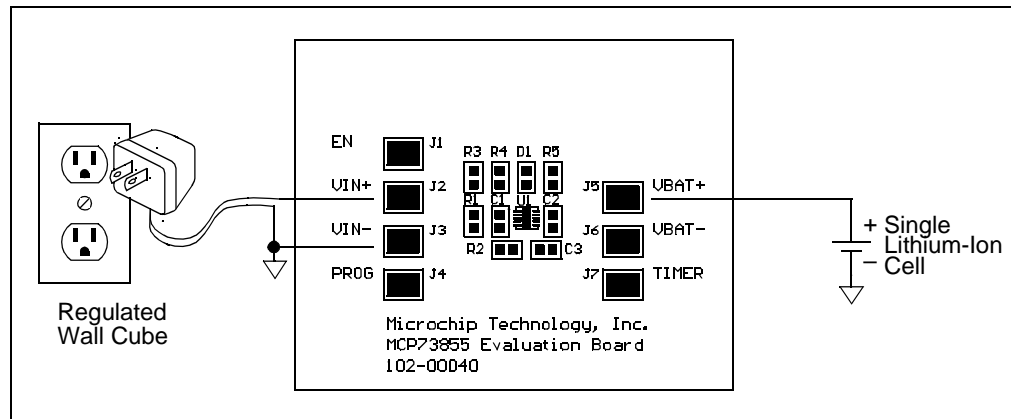 EN J1
R3 R4 D1 R5
VIN+ J2
J5 VBAT+
R1 C1 U1 C2
VIN- J3
J6 VBAT-
R2 C3
PROG J4
J7 TIMER
+ Single
Lithium-Ion
– Cell
Regulated
Wall Cube
Microchip Technology, Inc.
MCP73855 Evaluation Board
102-00D40